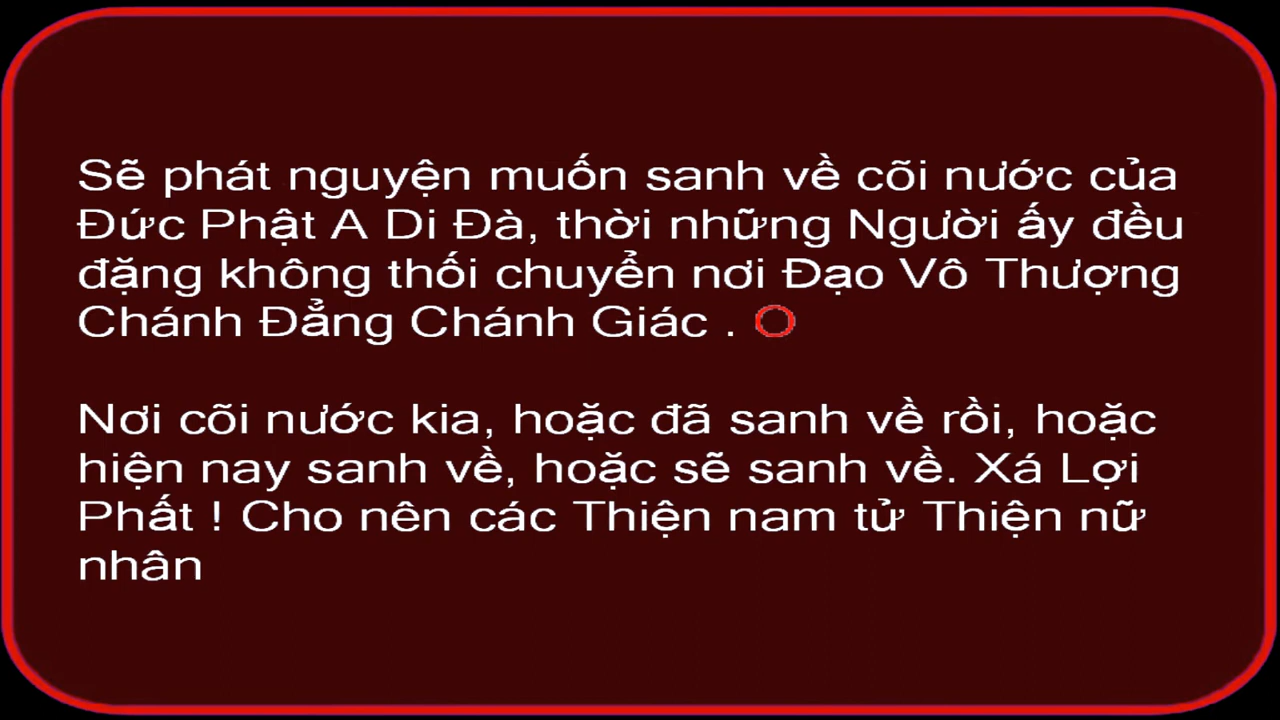 Sẽ phát nguyện muốn sanh về cõi nước của
Đức Phật A Di Đà, thời những Người ấy đều
đặng không thối chuyển nơi Đạo Vô Thượng
Chánh Đẳng Chánh Giác . O
Nơi cõi nước kia, hoặc đã sanh về rồi, hoặc
hiện nay sanh về, hoặc sẽ sanh về. Xá Lợi
Phất ! Cho nên các Thiện nam tử Thiện nữ
nhân